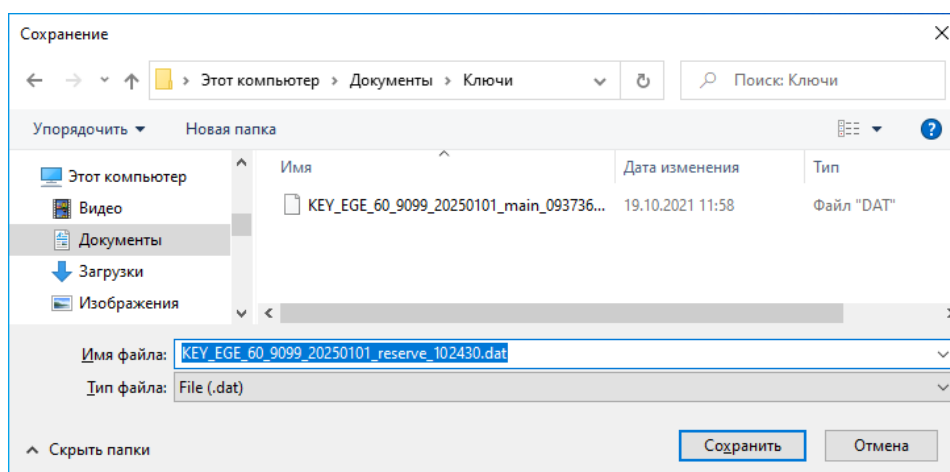 Сохранение
Этот компьютер › Документы › Ключи
Поиск: Ключи
Упорядочить
Новая папка
Имя
Дата изменения
Тип
Этот компьютер
Видео
Документы
Загрузки
Изображения
KEY_EGE_60_9099_20250101_main_093736...
19.10.2021 11:58
Файл "DAT"
Имя файла: KEY_EGE_60_9099_20250101_reserve_102430.dat
Тип файла: File (.dat)
Скрыть папки
Сохранить
Отмена